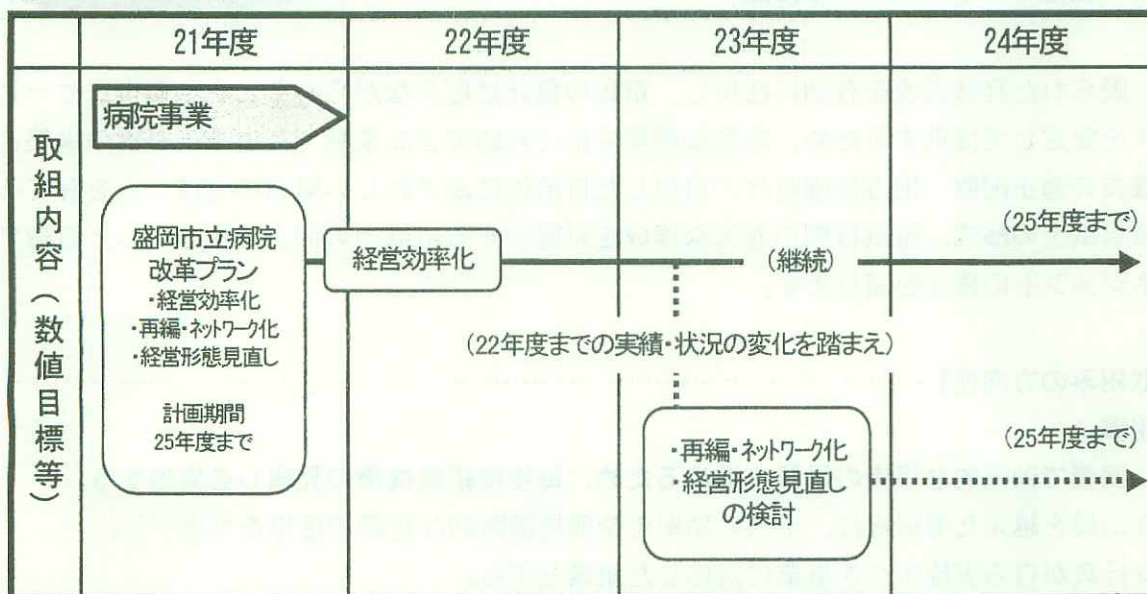 21年度
22年度
23年度
24年度
取組内容（数値目標等）
病院事業
盛岡市立病院
改革プラン
・経営効率化
・再編・ネットワーク化
・経営形態見直し
計画期間
25年度まで
経営効率化
（継続）
（25年度まで）
（22年度までの実績・状況の変化を踏まえ）
・再編・ネットワーク化
・経営形態見直し
の検討
（25年度まで）